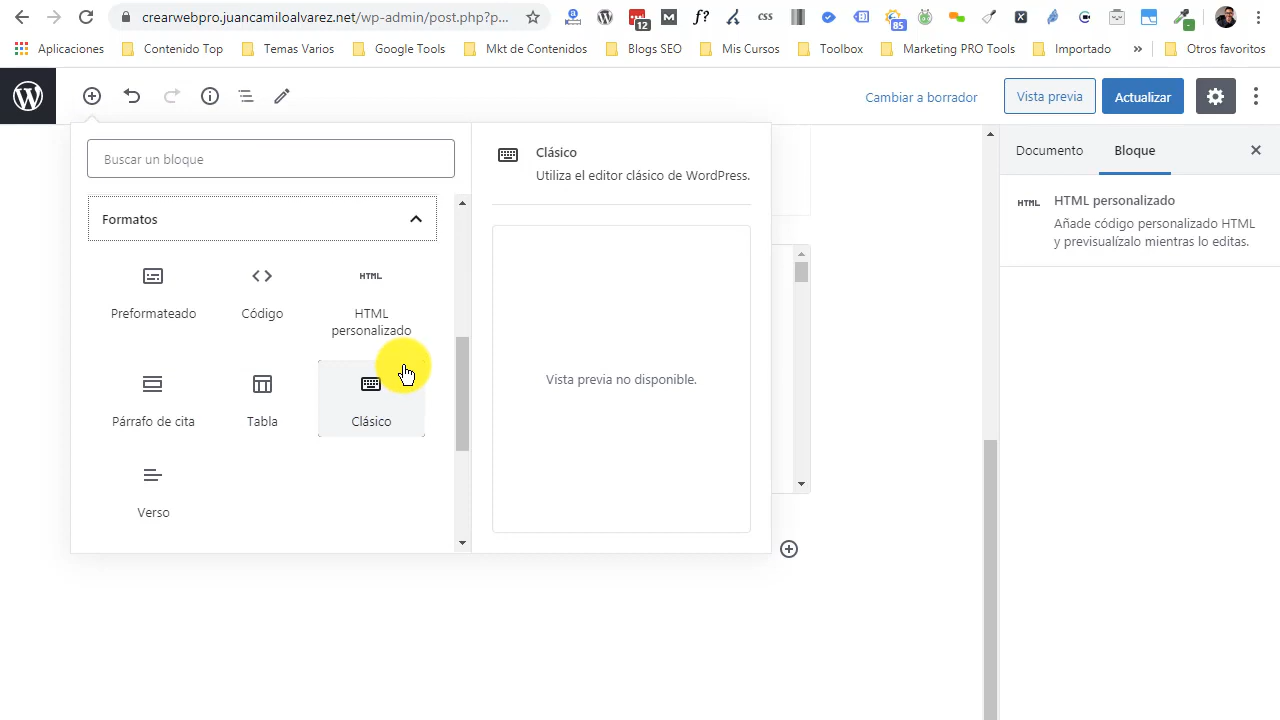 crearwebpro.juancamiloalvarez.net/wp-admin/post.php?p...
12
f?
css
85
X
-
Aplicaciones
Contenido Top
Temas Varios
Google Tools
Mkt de Contenidos
Blogs SEO
Mis Cursos
Toolbox
Marketing PRO Tools
Importado
»
Otros favoritos
Cambiar a borrador
Vista previa
Actualizar
Buscar un bloque
Formatos
Preformateado
Código
HTML
HTML
personalizado
Párrafo de cita
Tabla
Clásico
Verso
Clásico
Utiliza el editor clásico de WordPress.
Vista previa no disponible.
Documento
Bloque
HTML
HTML personalizado
Añade código personalizado HTML
y previsualízalo mientras lo editas.